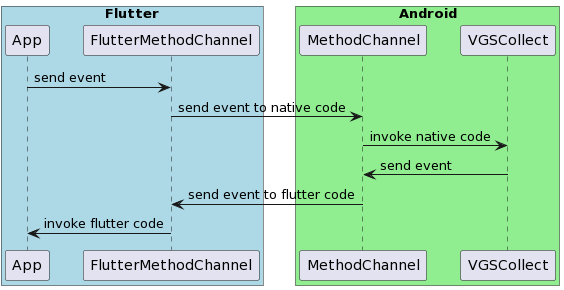 Flutter
Android
App
FlutterMethodChannel
MethodChannel
VGSCollect
send event
send event to native code
invoke native code
send event
send event to flutter code
invoke flutter code
App
FlutterMethodChannel
MethodChannel
VGSCollect